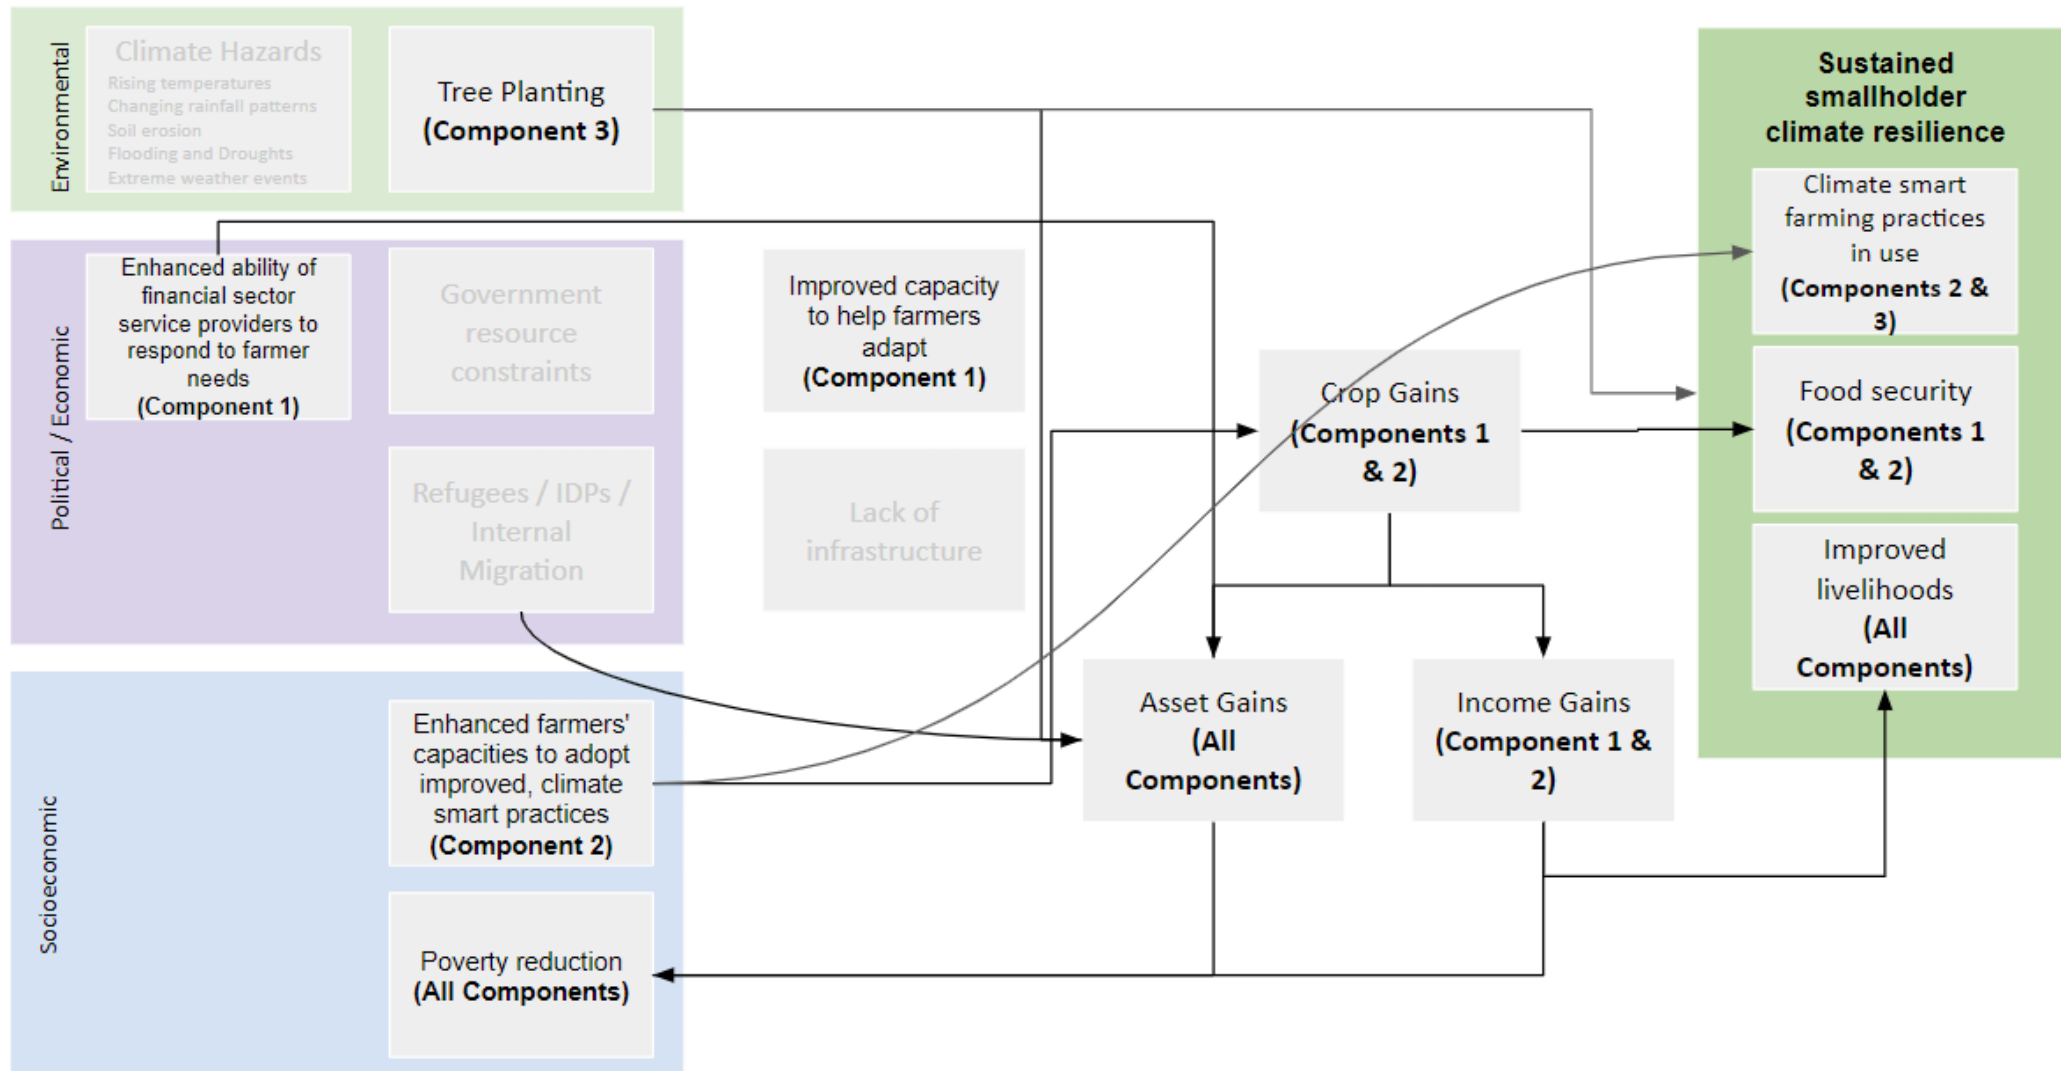 Environmental
Climate Hazards
Rising temperatures
Changing rainfall patterns
Soil erosion
Flooding and Droughts
Extreme weather events
Tree Planting
(Component 3)
Political / Economic
Enhanced ability of
financial sector
service providers to
respond to farmer
needs
(Component 1)
Government
resource
constraints
Refugees / IDPs /
Internal
Migration
Improved capacity
to help farmers
adapt
(Component 1)
Lack of
infrastructure
Socioeconomic
Enhanced farmers'
capacities to adopt
improved, climate
smart practices
(Component 2)
Poverty reduction
(All Components)
Crop Gains
(Components 1
& 2)
Asset Gains
(All
Components)
Income Gains
(Component 1 &
2)
Sustained
smallholder
climate resilience
Climate smart
farming practices
in use
(Components 2 &
3)
Food security
(Components 1
& 2)
Improved
livelihoods
(All
Components)